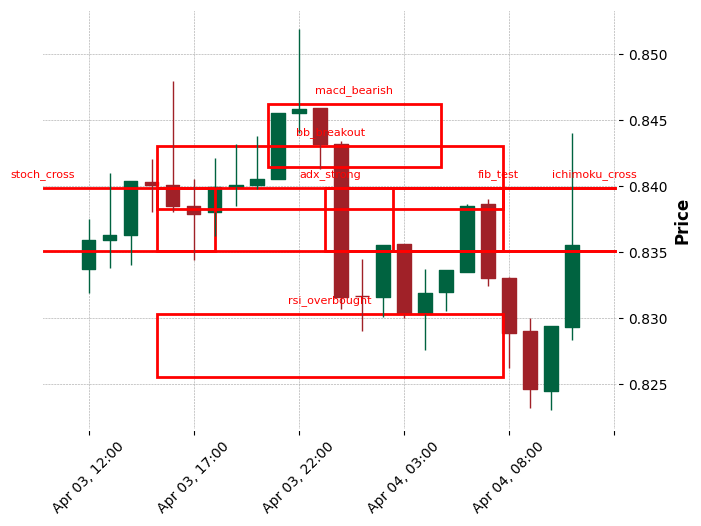 0.850
macd_bearish
0.845
bb_breakout
stoch_cross
adx_strong
fib_test
ichimoku_cross
0.840
Price
0.835
rsi_overbought
0.830
0.825
Apr 03, 12:00
Apr 03, 17:00
Apr 03, 22:00
Apr 04, 03:00
Apr 04, 08:00